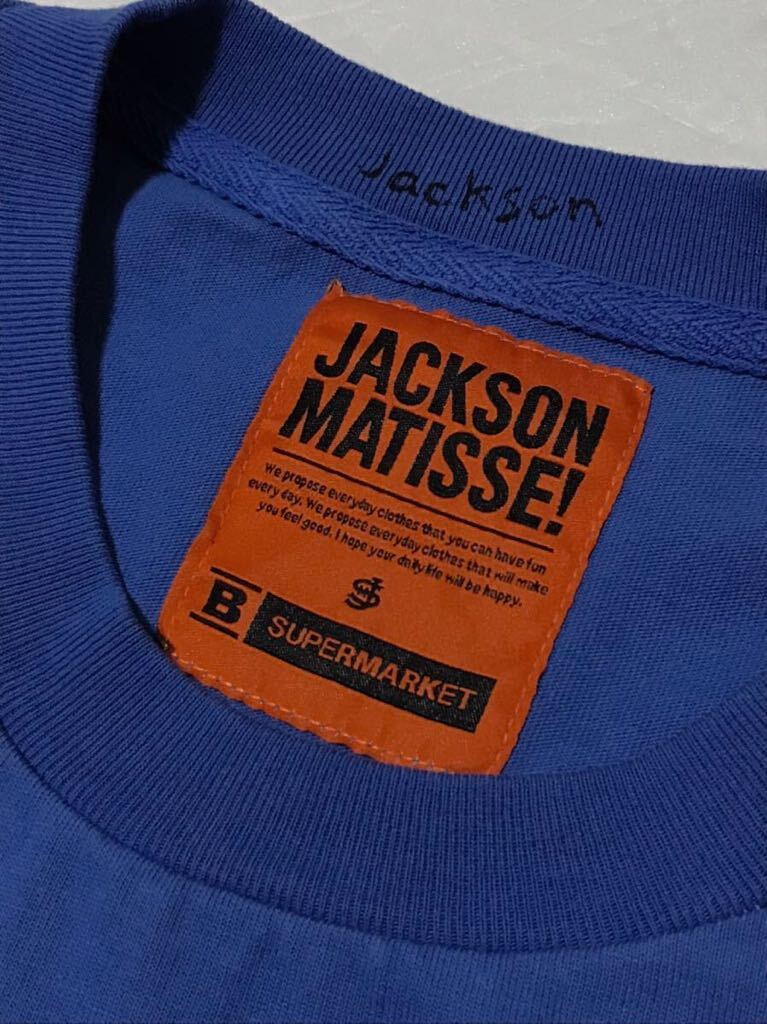 Jackson
JACKSON
MATISSE!
We propose everyday clothes that you can have fun
every day. We propose everyday clothes that will make
you feel good. I hope your daily life will be happy.
B SUPERMARKET